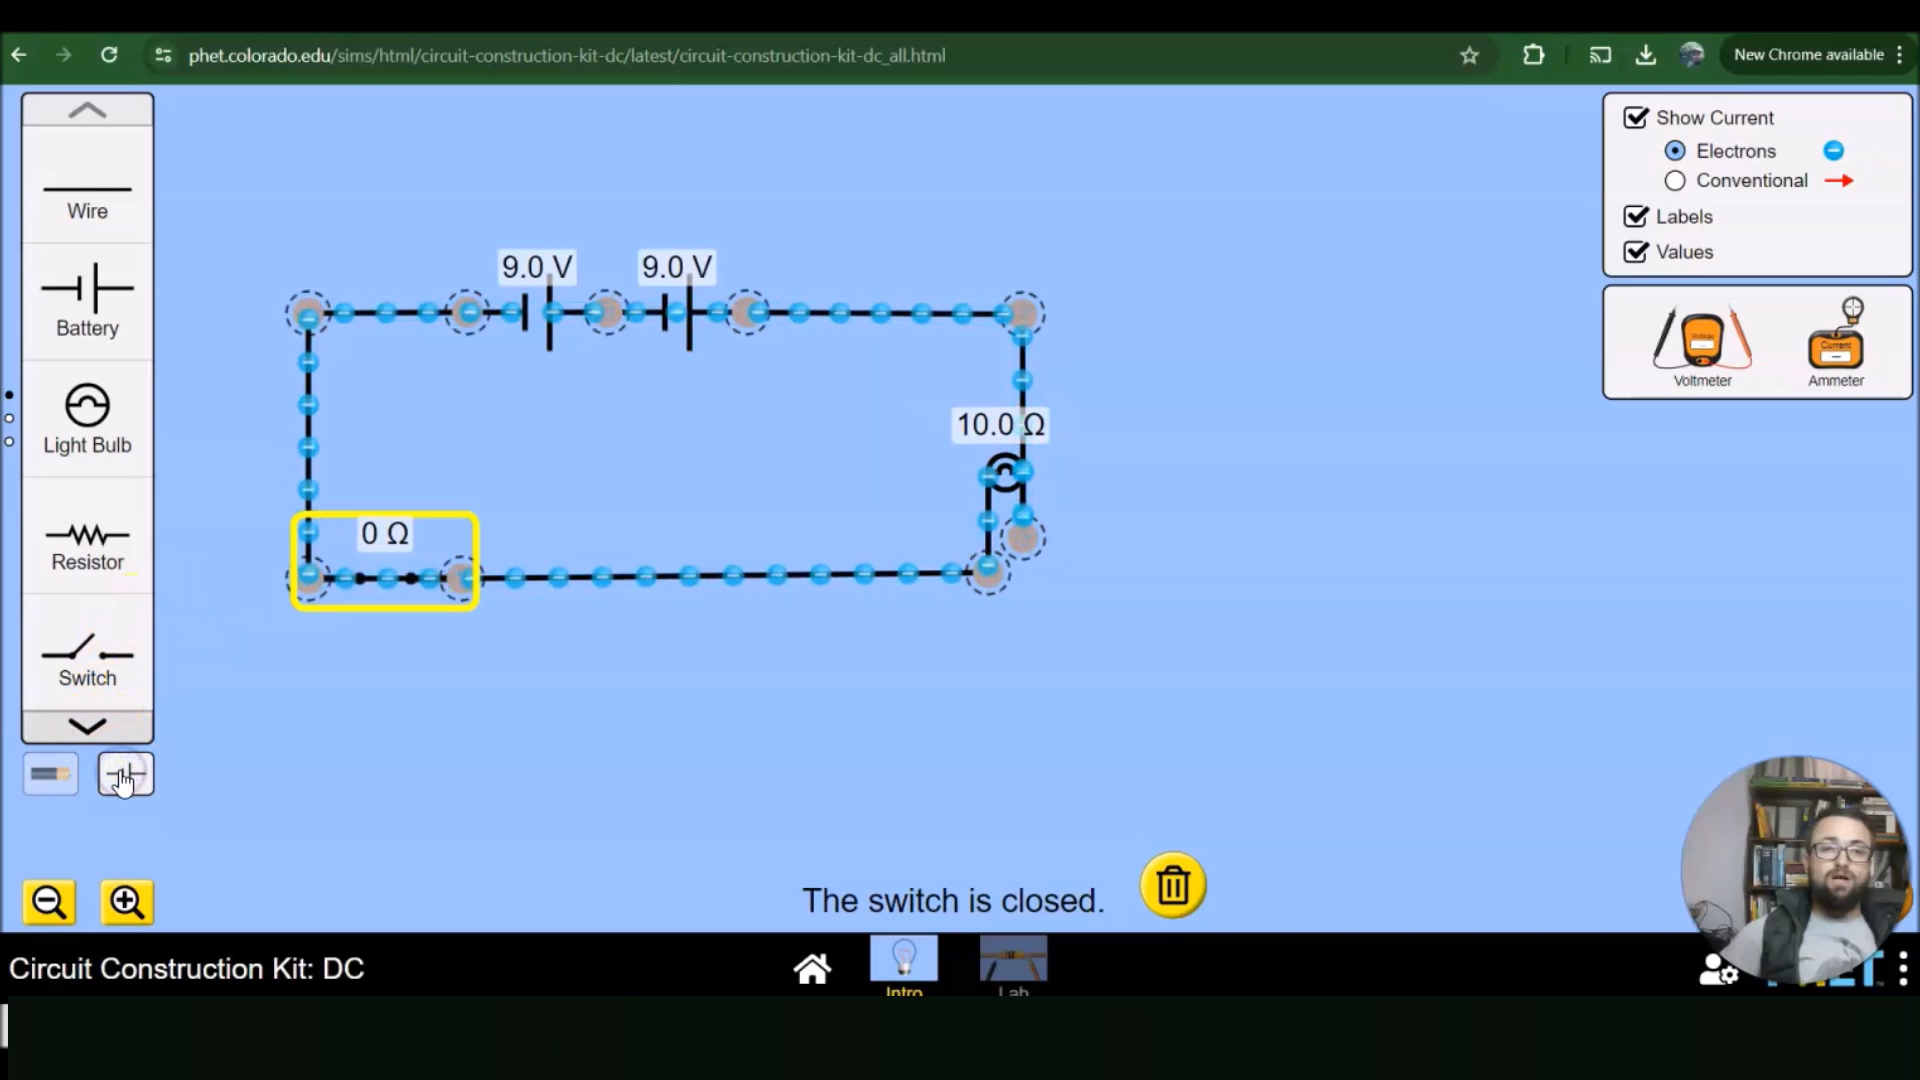 phet.colorado.edu/sims/html/circuit-construction-kit-dc/latest/circuit-construction-kit-dc_all.html
New Chrome available
Wire
Battery
Light Bulb
Resistor
Switch
9.0 V
9.0 V
10.0 Ω
0 Ω
Show Current
Electrons
Conventional
Labels
Values
Voltage
Voltmeter
Current
Ammeter
The switch is closed.
Circuit Construction Kit: DC
Intro
Lab